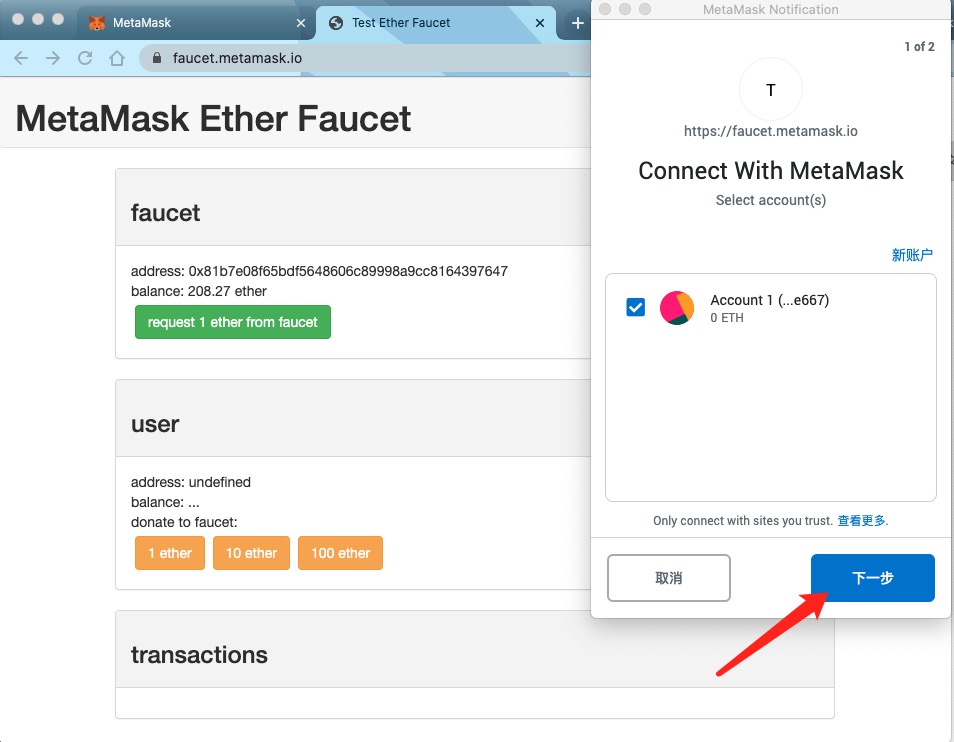 MetaMask
Test Ether Faucet
faucet.metamask.io
MetaMask Ether Faucet
faucet
address: 0x81b7e08f65bdf5648606c89998a9cc8164397647
balance: 208.27 ether
request 1 ether from faucet
user
address: undefined
balance: ...
donate to faucet:
1 ether
10 ether
100 ether
transactions
MetaMask Notification
1 of 2
T
https://faucet.metamask.io
Connect With MetaMask
Select account(s)
新账户
Account 1 (...e667)
0 ETH
Only connect with sites you trust. 查看更多.
取消
下一步